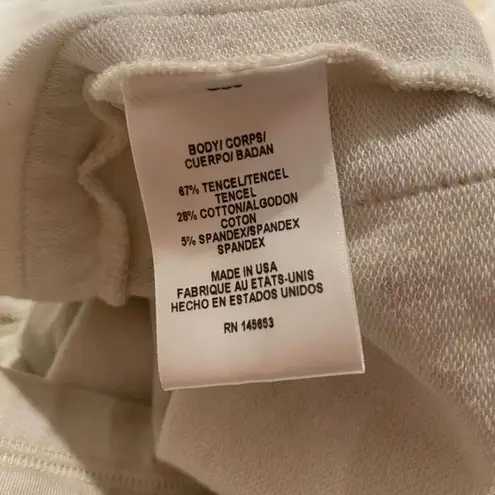 BODY/ CORPS/
CUERPO/ BADAN
67% TENCEL/TENCEL
TENCEL
28% COTTON/ALGODON
COTON
5% SPANDEX/SPANDEX
SPANDEX
MADE IN USA
FABRIQUE AU ETATS-UNIS
HECHO EN ESTADOS UNIDOS
RN 145653